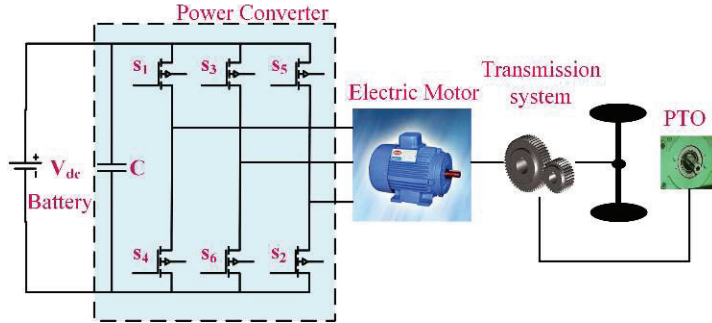 Power Converter
S1 S3 S5
Electric Motor
Transmission
system
PTO
Vdc
C
Battery
S4 S6 S2